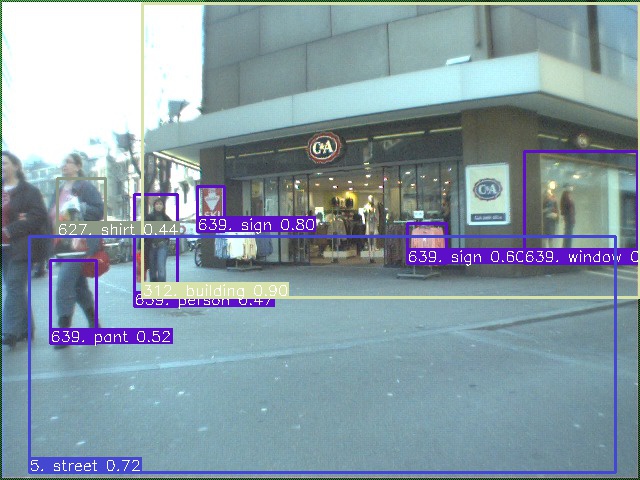 C&A
C&A
627. shirt 0.44
639. sign 0.80
639. sign 0.60
639. window 0
312. building 0.90
639. person 0.47
639. pant 0.52
5. street 0.72